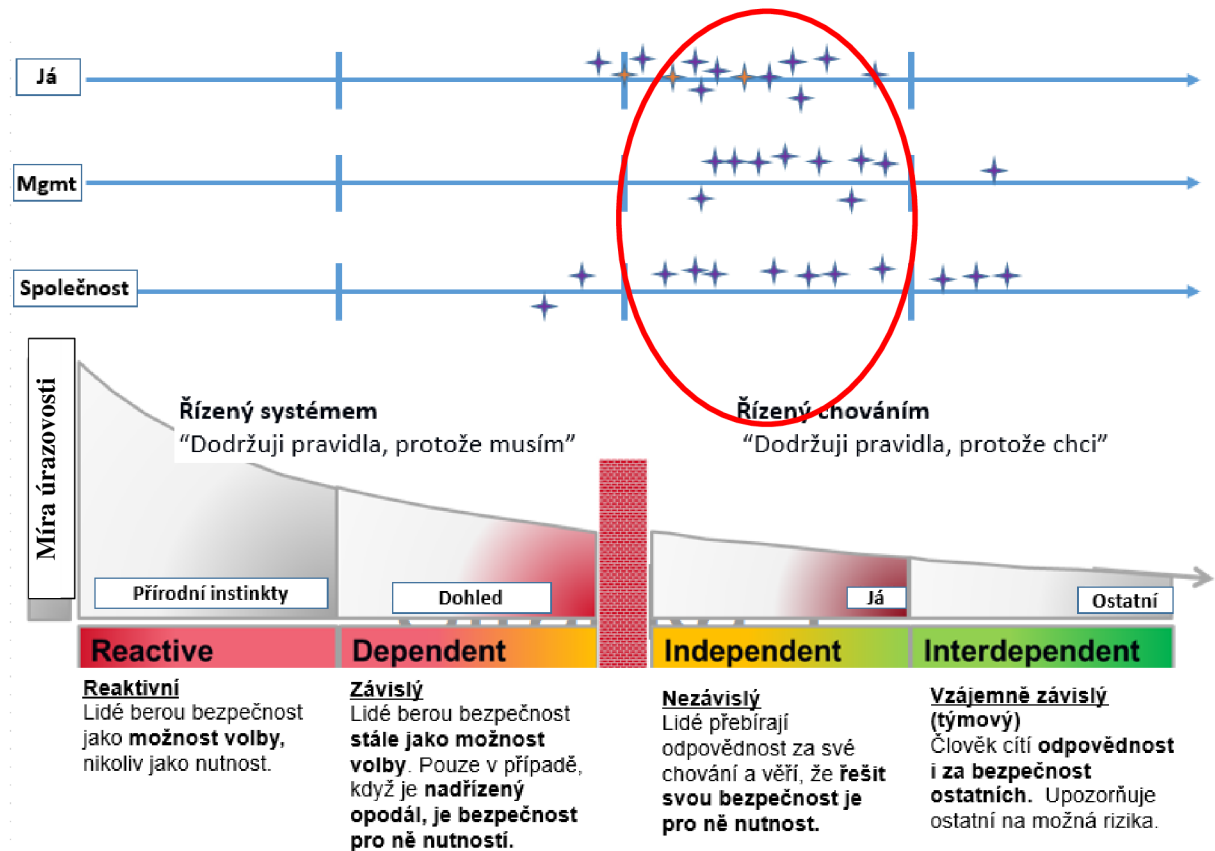 Já
Mgmt
Společnost
Míra úrazovosti
Řízený systémem
“Dodržuji pravidla, protože musím”
Řízený chováním
“Dodržuji pravidla, protože chci”
Přírodní instinkty
Dohled
Já
Ostatní
Reactive
Dependent
Independent
Interdependent
Reaktivní
Lidé berou bezpečnost
jako možnost volby,
nikoliv jako nutnost.
Závislý
Lidé berou bezpečnost
stále jako možnost
volby. Pouze v případě,
když je nadřízený
opodál, je bezpečnost
pro ně nutností.
Nezávislý
Lidé přebírají
odpovědnost za své
chování a věří, že řešit
svou bezpečnost je
pro ně nutnost.
Vzájemně závislý
(týmový)
Člověk cítí odpovědnost
i za bezpečnost
ostatních. Upozorňuje
ostatní na možná rizika.